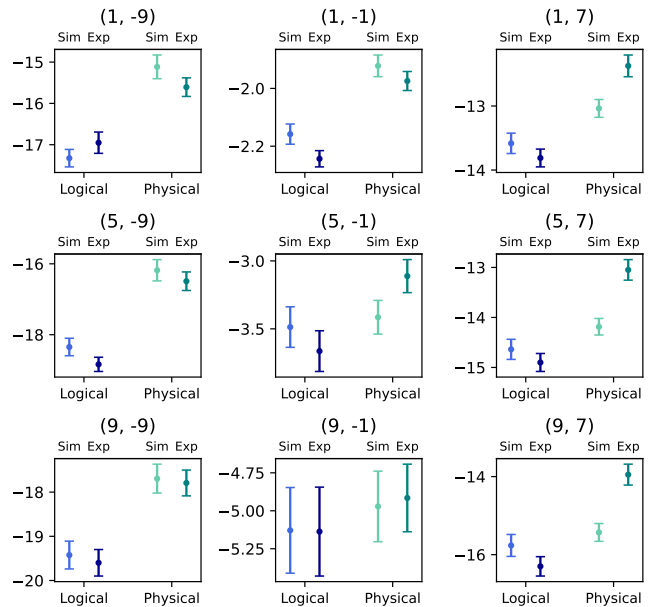 (1, -9) (1, -1) (1, 7)
Sim Exp Sim Exp Sim Exp Sim Exp Sim Exp Sim Exp
−15 −2.0 −13
−16 −2.2 −14
−17
Logical Physical Logical Physical Logical Physical
(5, -9) (5, -1) (5, 7)
Sim Exp Sim Exp Sim Exp Sim Exp Sim Exp Sim Exp
−16 −3.0 −13
−18 −3.5 −14
−15
Logical Physical Logical Physical Logical Physical
(9, -9) (9, -1) (9, 7)
Sim Exp Sim Exp Sim Exp Sim Exp Sim Exp Sim Exp
−18 −4.75 −14
−19 −5.00 −16
−20 −5.25
Logical Physical Logical Physical Logical Physical